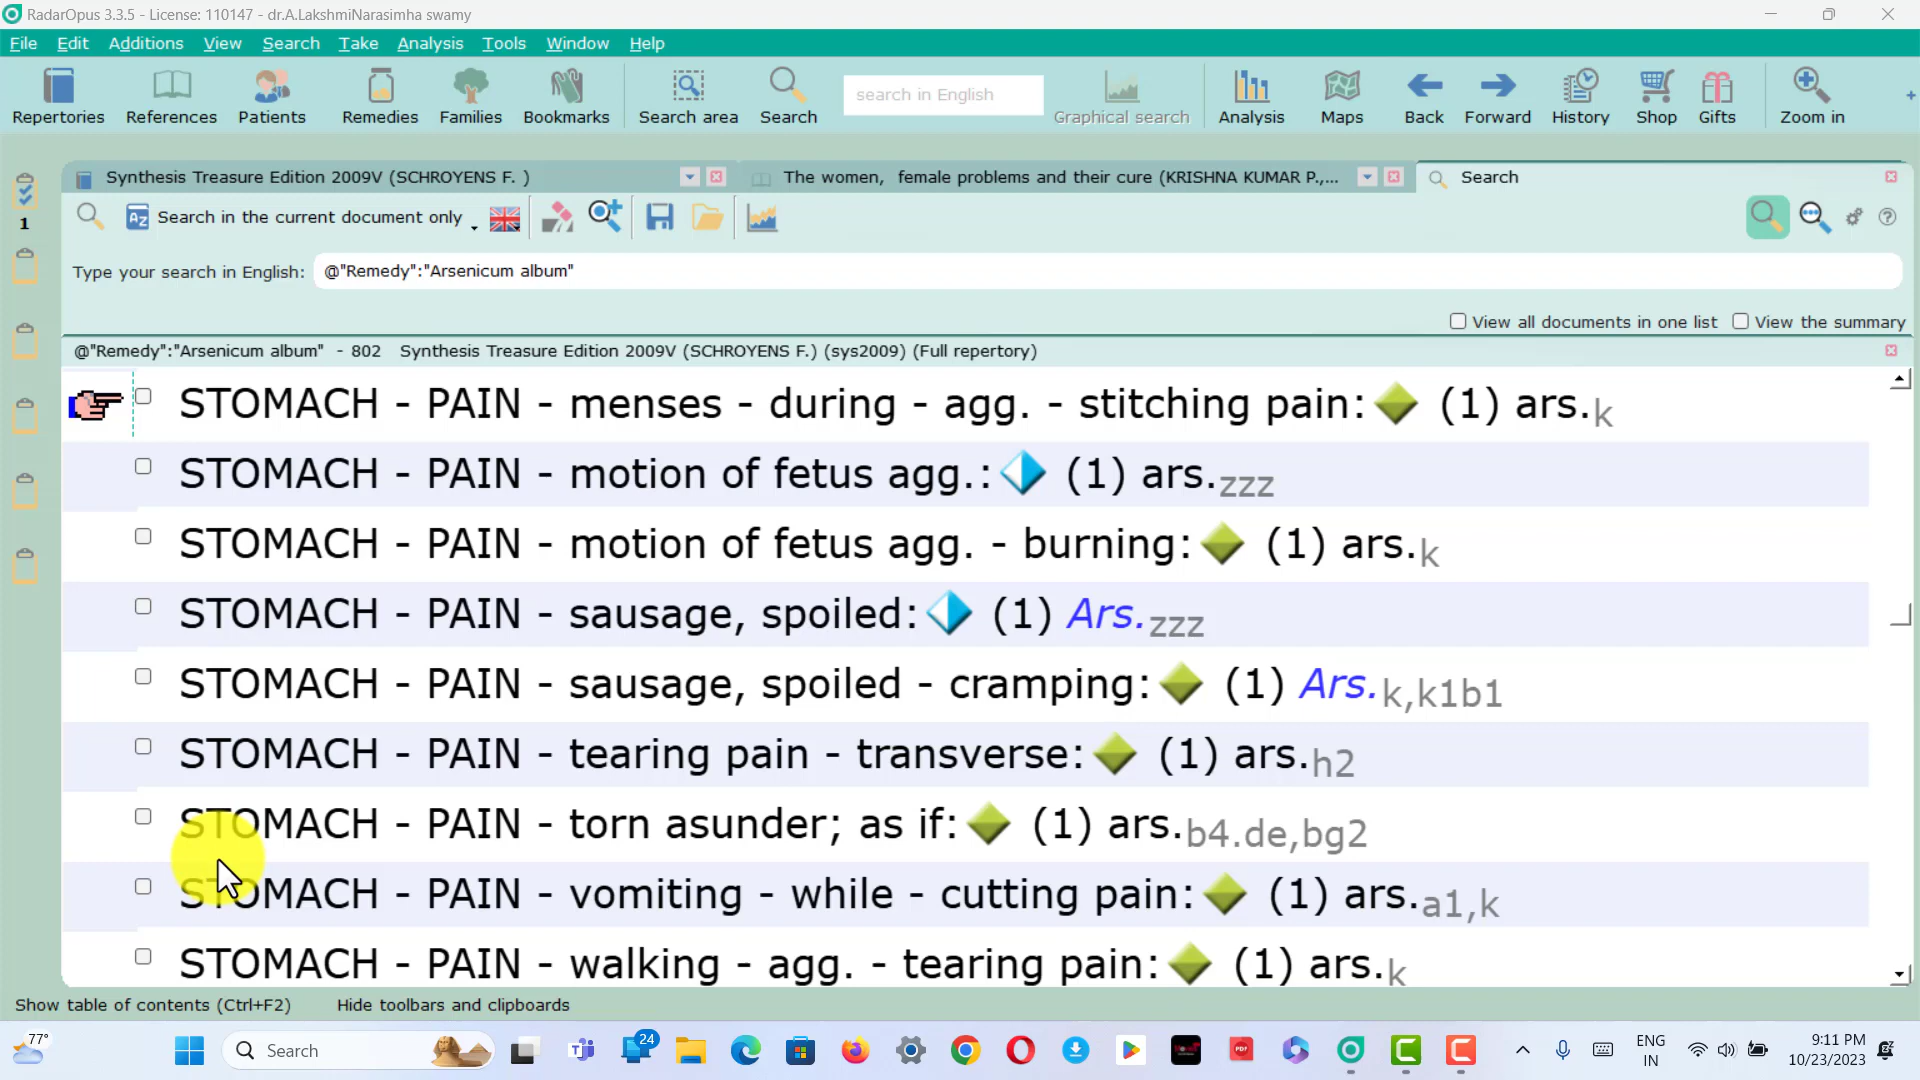 RadarOpus 3.3.5 - License: 110147 - dr.A.LakshmiNarasimha swamy
File Edit Additions View Search Take Analysis Tools Window Help
Repertories References Patients Remedies Families Bookmarks Search area Search search in English Graphical search Analysis Maps Back Forward History Shop Gifts Zoom in
Synthesis Treasure Edition 2009V (SCHROYENS F. ) The women, female problems and their cure (KRISHNA KUMAR P.,... Search
1
AZ Search in the current document only
Type your search in English: @"Remedy":"Arsenicum album"
View all documents in one list View the summary
@"Remedy":"Arsenicum album" - 802 Synthesis Treasure Edition 2009V (SCHROYENS F.) (sys2009) (Full repertory)
STOMACH - PAIN - menses - during - agg. - stitching pain: (1) ars.k
STOMACH - PAIN - motion of fetus agg.: (1) ars.zzz
STOMACH - PAIN - motion of fetus agg. - burning: (1) ars.k
STOMACH - PAIN - sausage, spoiled: (1) Ars.zzz
STOMACH - PAIN - sausage, spoiled - cramping: (1) Ars.k,k1b1
STOMACH - PAIN - tearing pain - transverse: (1) ars.h2
STOMACH - PAIN - torn asunder; as if: (1) ars.b4.de,bg2
STOMACH - PAIN - vomiting - while - cutting pain: (1) ars.a1,k
STOMACH - PAIN - walking - agg. - tearing pain: (1) ars.k
Show table of contents (Ctrl+F2) Hide toolbars and clipboards
77° Search 24 PDF ENG IN 9:11 PM 10/23/2023